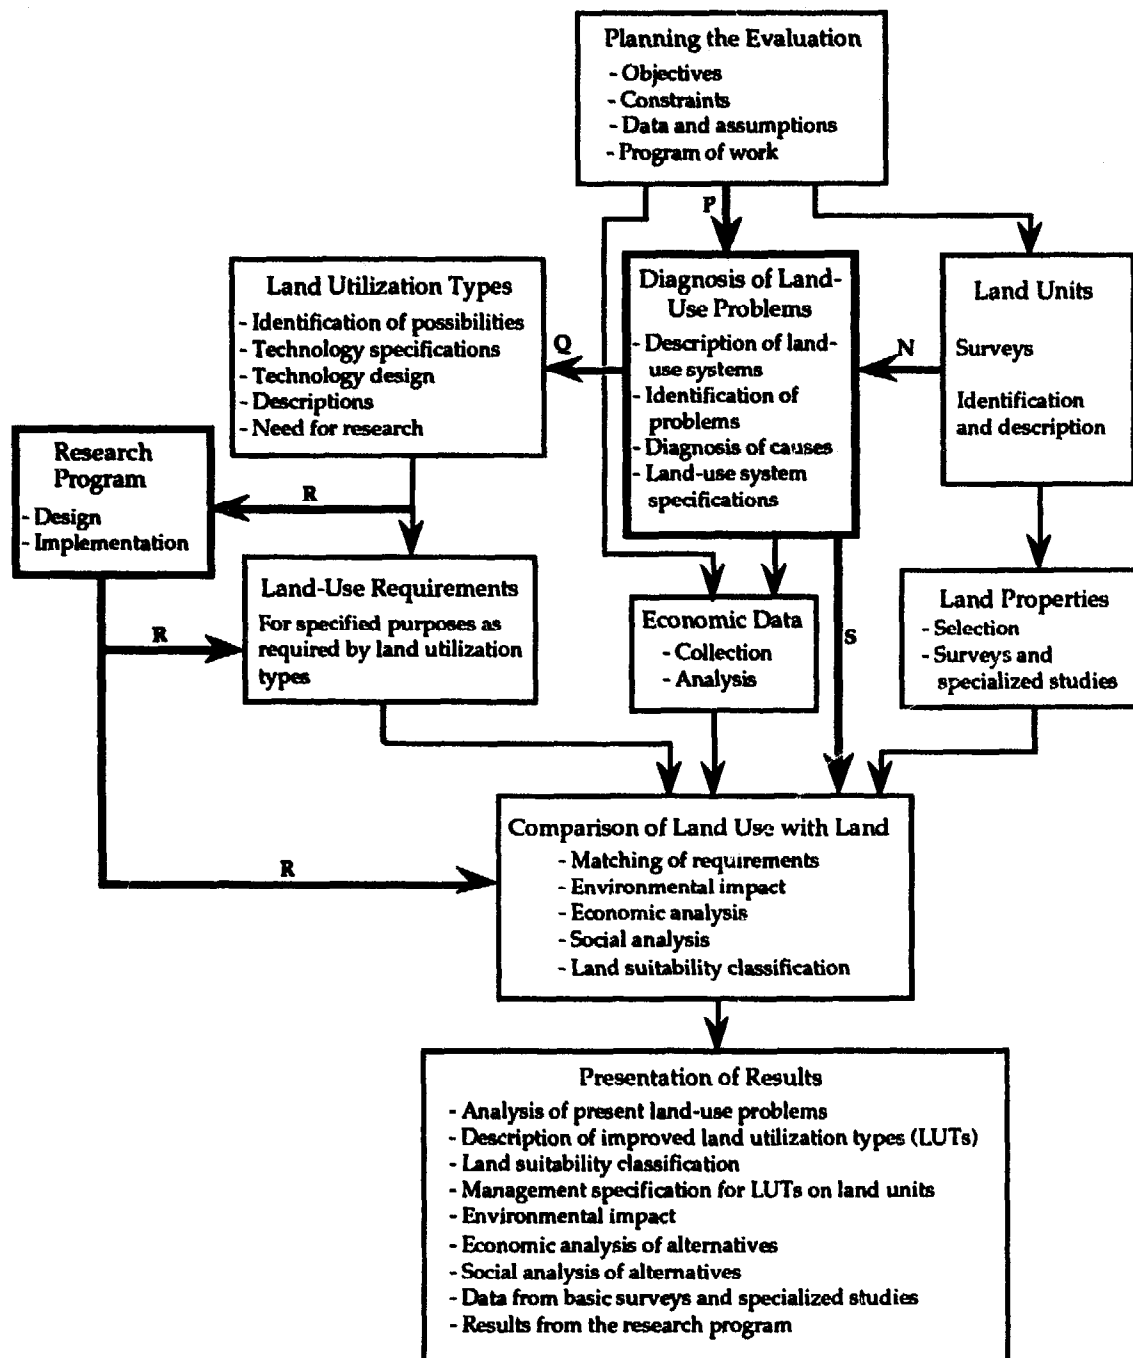 Planning the Evaluation
- Objectives
- Constraints
- Data and assumptions
- Program of work
P
Land Utilization Types
- Identification of possibilities
- Technology specifications
- Technology design
- Descriptions
- Need for research
Q
Diagnosis of Land-
Use Problems
- Description of land-
use systems
- Identification of
problems
- Diagnosis of causes
- Land-use system
specifications
N
Land Units
Surveys
Identification
and description
Research
Program
- Design
- Implementation
R
Land-Use Requirements
For specified purposes as
required by land utilization
types
R
Economic Data
- Collection
- Analysis
S
Land Properties
- Selection
- Surveys and
specialized studies
Comparison of Land Use with Land
- Matching of requirements
- Environmental impact
- Economic analysis
- Social analysis
- Land suitability classification
R
Presentation of Results
- Analysis of present land-use problems
- Description of improved land utilization types (LUTs)
- Land suitability classification
- Management specification for LUTs on land units
- Environmental impact
- Economic analysis of alternatives
- Social analysis of alternatives
- Data from basic surveys and specialized studies
- Results from the research program